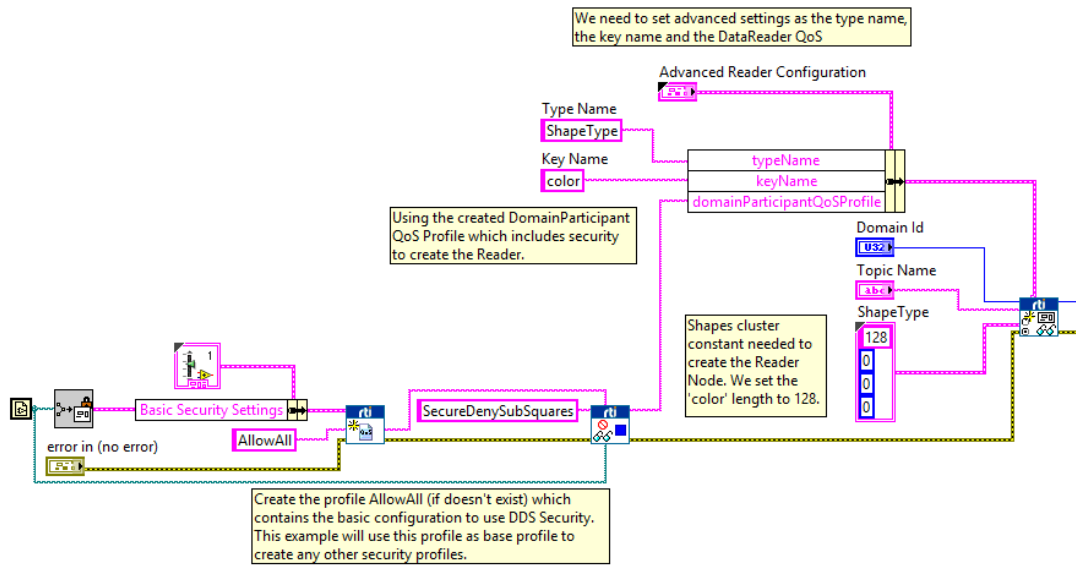 We need to set advanced settings as the type name,
the key name and the DataReader QoS
Advanced Reader Configuration
Type Name
ShapeType
Key Name
color
typeName
keyName
domainParticipantQoSProfile
Using the created DomainParticipant
QoS Profile which includes security
to create the Reader.
Domain Id
U32
Topic Name
abc
ShapeType
128
0
0
0
rti
Shapes cluster
constant needed to
create the Reader
Node. We set the
'color' length to 128.
1
Basic Security Settings
rti
QoS
SecureDenySubSquares
rti
AllowAll
error in (no error)
Create the profile AllowAll (if doesn't exist) which
contains the basic configuration to use DDS Security.
This example will use this profile as base profile to
create any other security profiles.